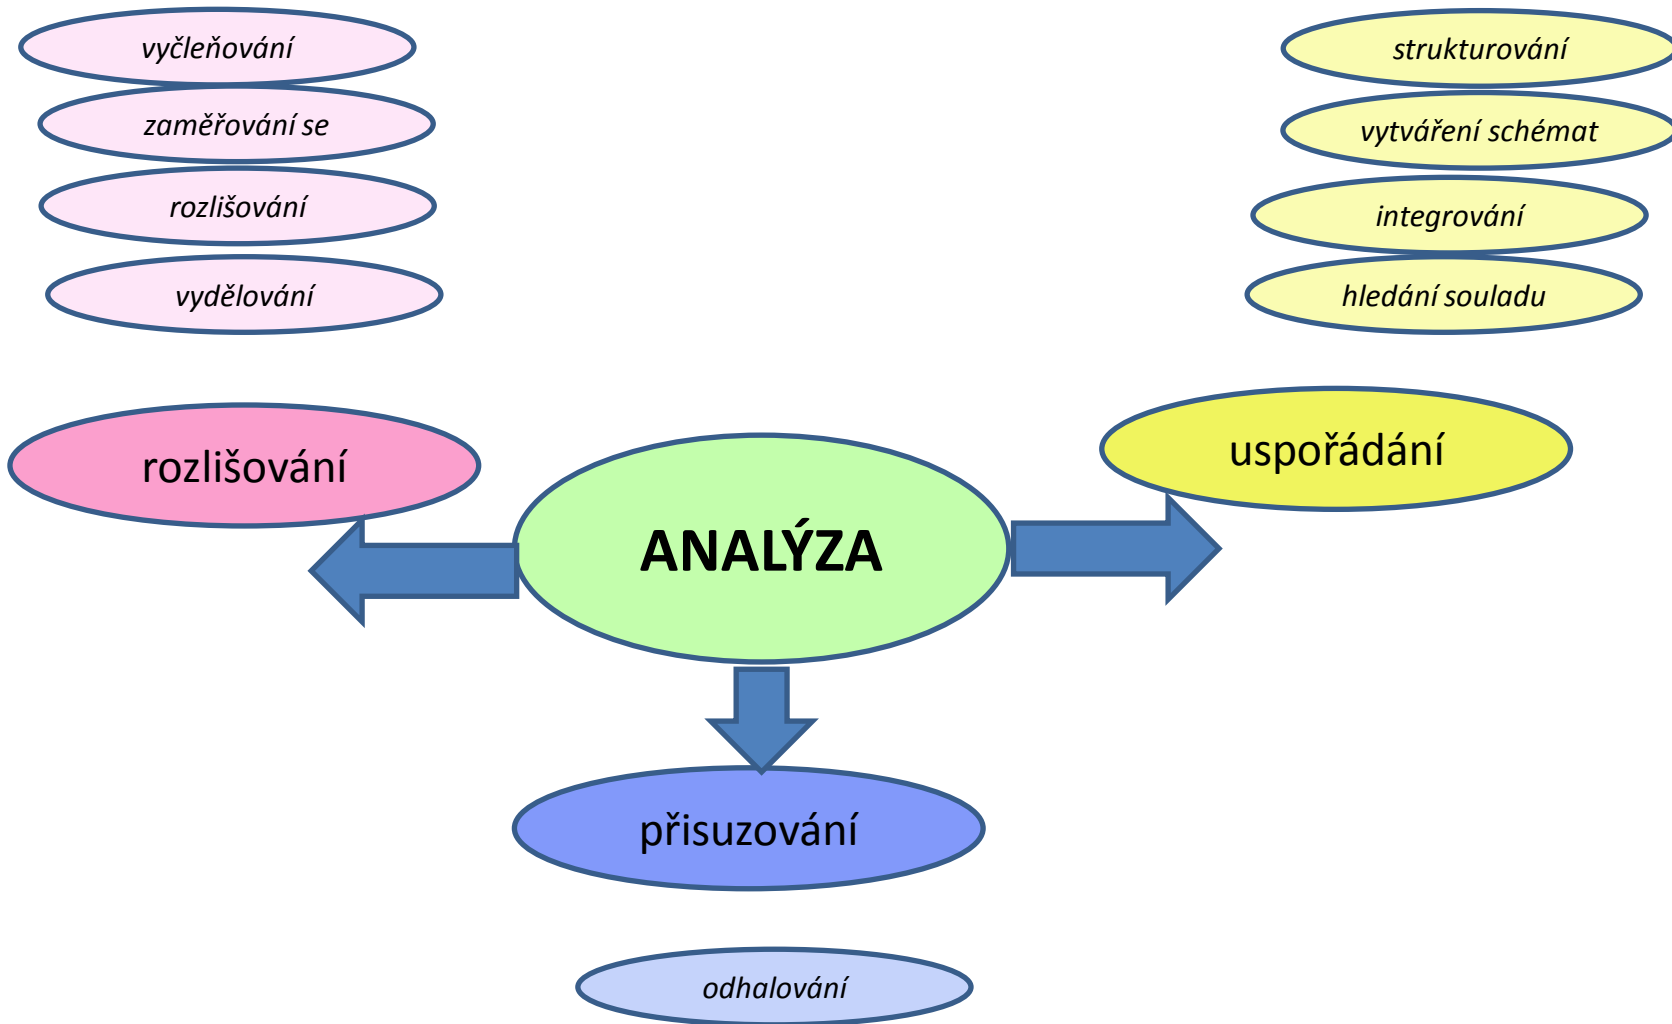 vyčleňování
zaměřování se
rozlišování
vydělování
strukturování
vytváření schémat
integrování
hledání souladu
rozlišování
ANALÝZA
uspořádání
přisuzování
odhalování